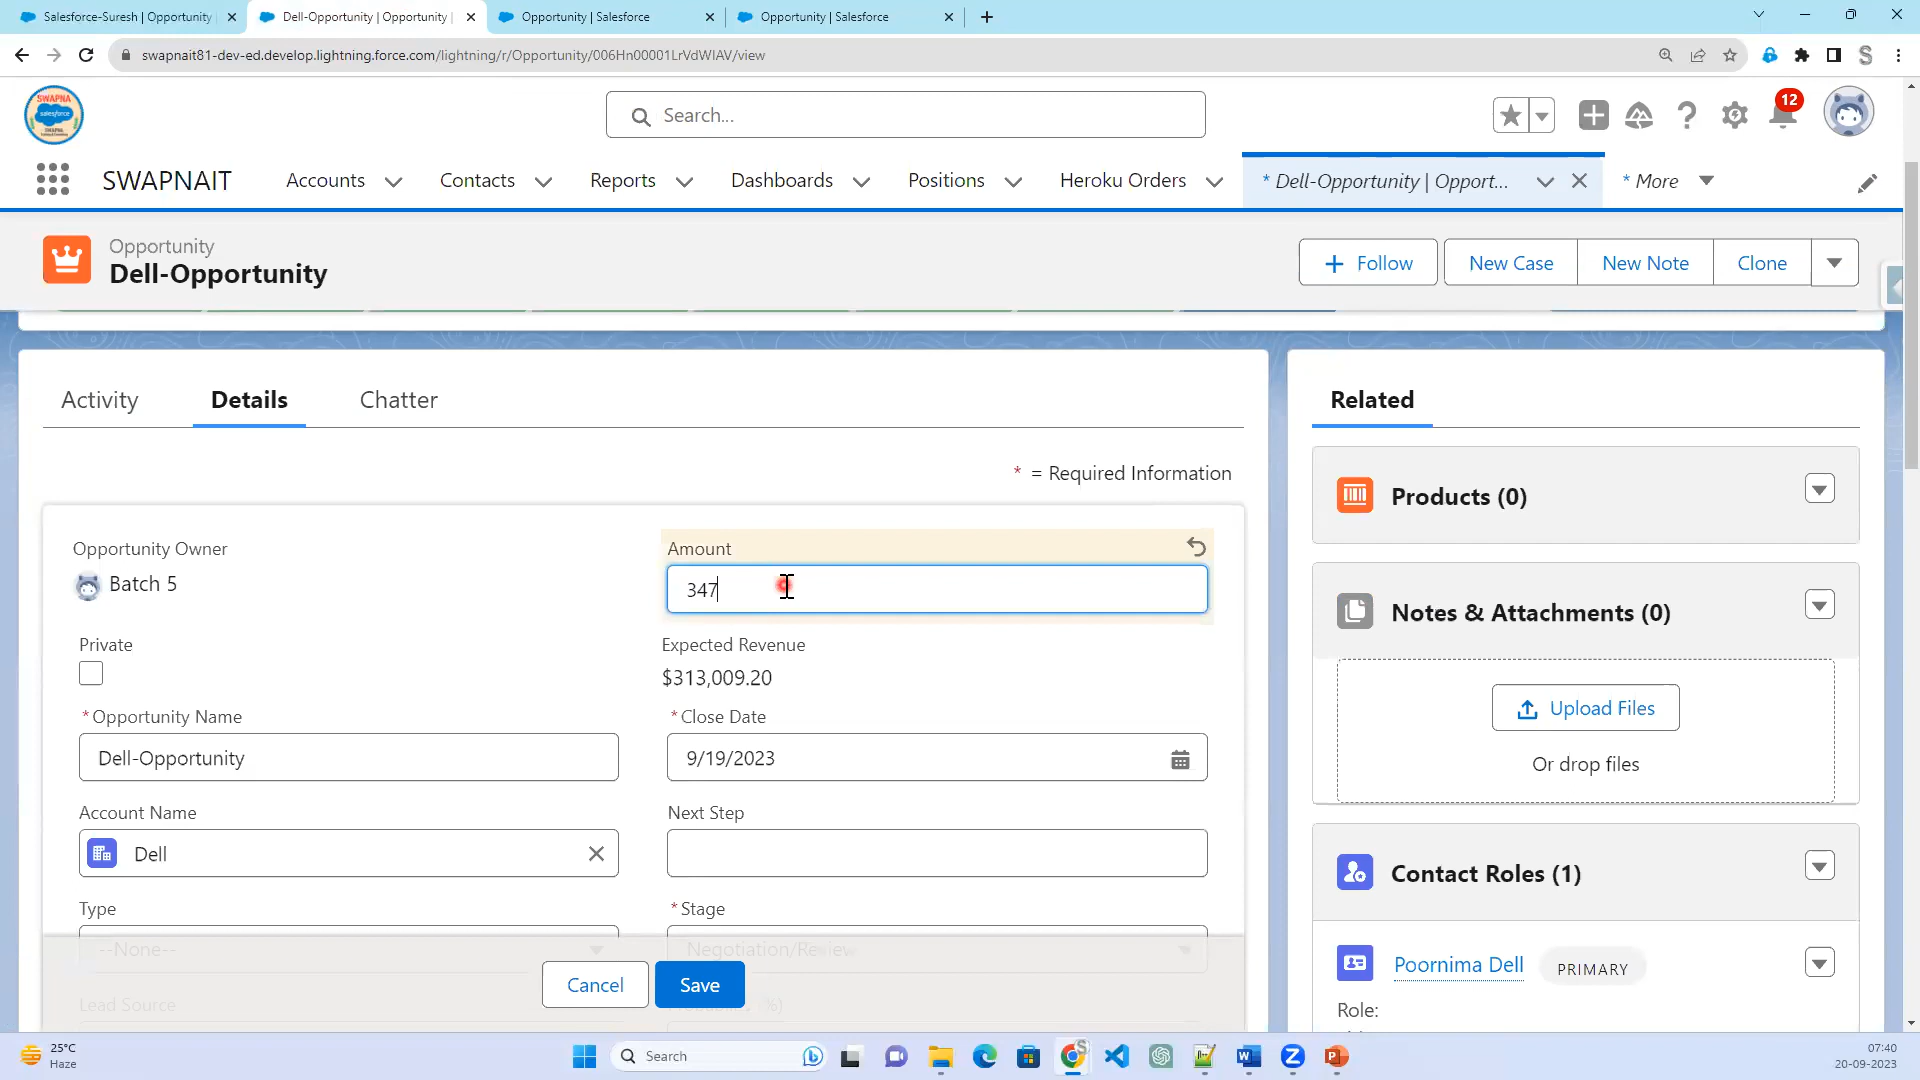 Salesforce-Suresh | Opportunity
Dell-Opportunity | Opportunity |
Opportunity | Salesforce
Opportunity | Salesforce
swapnait81-dev-ed.develop.lightning.force.com/lightning/r/Opportunity/006Hn00001LrVdWIAV/view
SWAPNA
salesforce
SWAPNA
Search...
12
SWAPNAIT
Accounts
Contacts
Reports
Dashboards
Positions
Heroku Orders
* Dell-Opportunity | Opport...
* More
Opportunity
Dell-Opportunity
Follow
New Case
New Note
Clone
Activity
Details
Chatter
* = Required Information
Opportunity Owner
Batch 5
Amount
347
Private
Expected Revenue
$313,009.20
*Opportunity Name
Dell-Opportunity
*Close Date
9/19/2023
Account Name
Dell
Next Step
Type
--None--
*Stage
Negotiation/Review
Lead Source
Cancel
Save
Related
Products (0)
Notes & Attachments (0)
Upload Files
Or drop files
Contact Roles (1)
Poornima Dell
PRIMARY
Role:
25°C
Haze
Search
07:40
20-09-2023